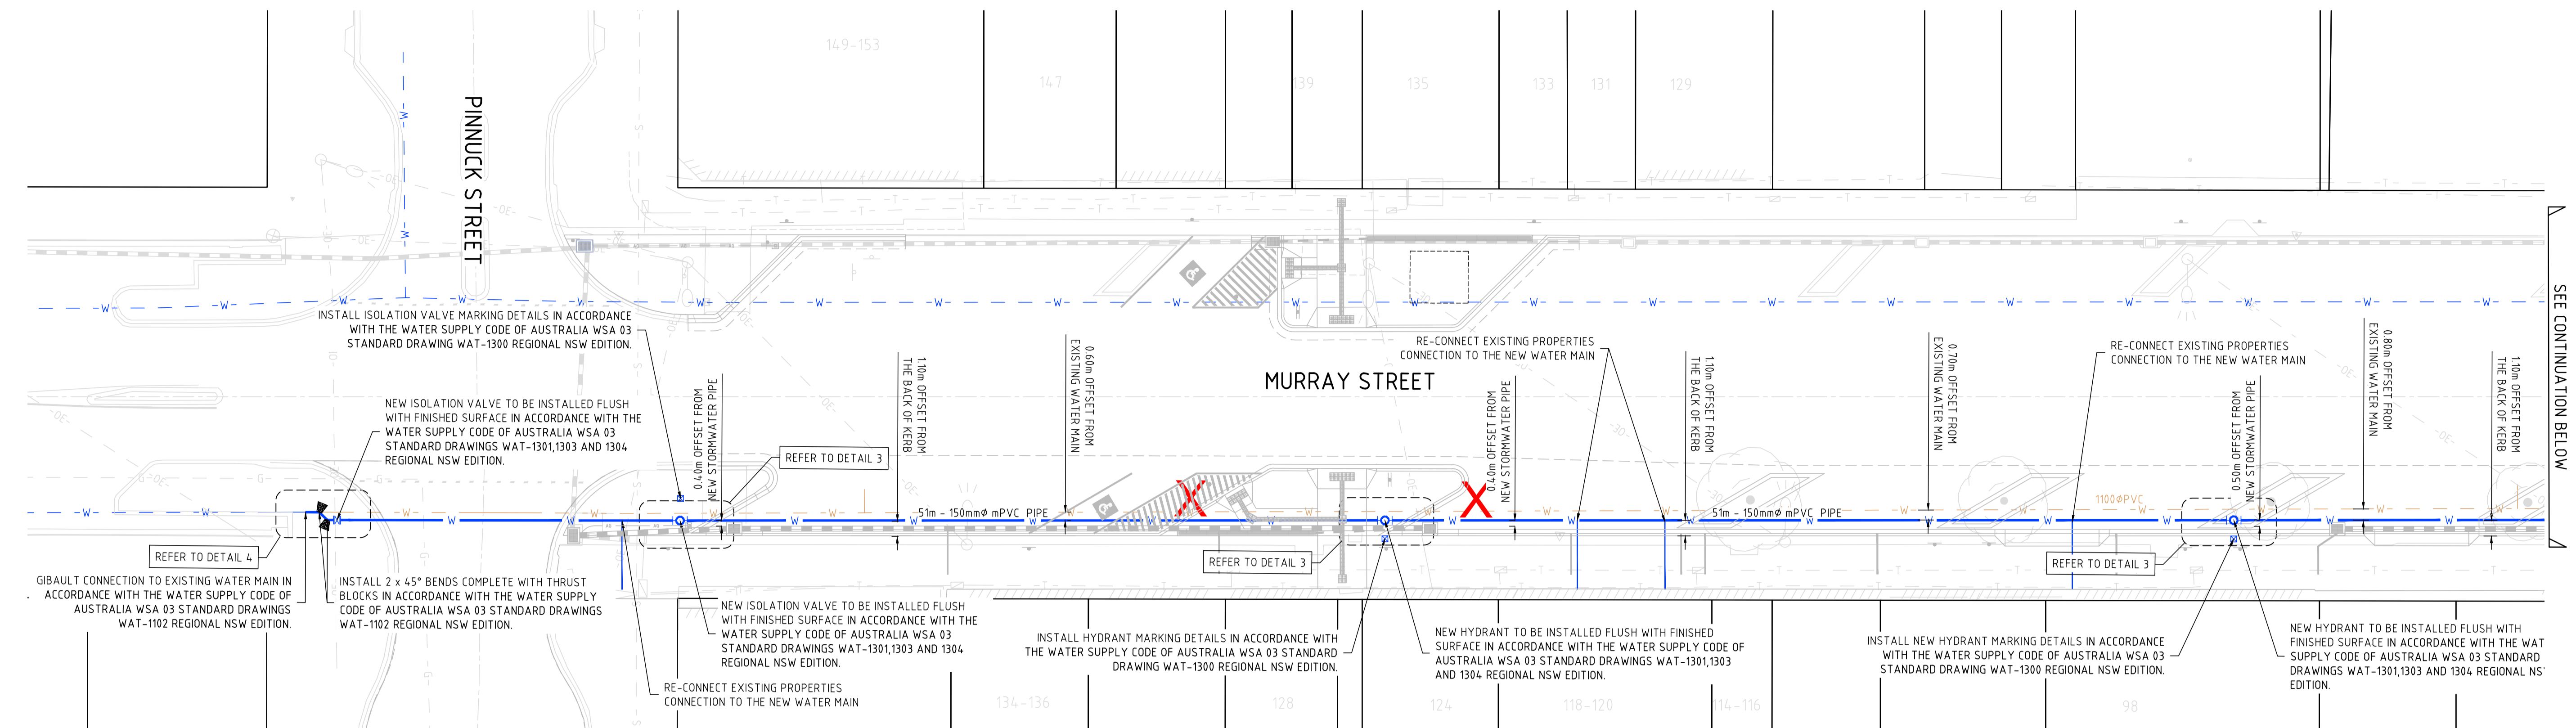 149-153
147
139
135
133
131
129
PINNUCK STREET
INSTALL ISOLATION VALVE MARKING DETAILS IN ACCORDANCE
WITH THE WATER SUPPLY CODE OF AUSTRALIA WSA 03
STANDARD DRAWING WAT-1300 REGIONAL NSW EDITION.
NEW ISOLATION VALVE TO BE INSTALLED FLUSH
WITH FINISHED SURFACE IN ACCORDANCE WITH THE
WATER SUPPLY CODE OF AUSTRALIA WSA 03
STANDARD DRAWINGS WAT-1301,1303 AND 1304
REGIONAL NSW EDITION.
0.40m OFFSET FROM
NEW STORMWATER PIPE
REFER TO DETAIL 3
1.10m OFFSET FROM
THE BACK OF KERB
0.60m OFFSET FROM
EXISTING WATER MAIN
MURRAY STREET
RE-CONNECT EXISTING PROPERTIES
CONNECTION TO THE NEW WATER MAIN
0.40m OFFSET FROM
NEW STORMWATER PIPE
1.10m OFFSET FROM
THE BACK OF KERB
0.70m OFFSET FROM
EXISTING WATER MAIN
RE-CONNECT EXISTING PROPERTIES
CONNECTION TO THE NEW WATER MAIN
0.50m OFFSET FROM
NEW STORMWATER PIPE
0.80m OFFSET FROM
EXISTING WATER MAIN
1.10m OFFSET FROM
THE BACK OF KERB
SEE CONTINUATION BELOW
51m - 150mmØ mPVC PIPE
X
X
51m - 150mmØ mPVC PIPE
1100ØPVC
REFER TO DETAIL 4
REFER TO DETAIL 3
REFER TO DETAIL 3
GIBAULT CONNECTION TO EXISTING WATER MAIN IN
ACCORDANCE WITH THE WATER SUPPLY CODE OF
AUSTRALIA WSA 03 STANDARD DRAWINGS
WAT-1102 REGIONAL NSW EDITION.
INSTALL 2 x 45° BENDS COMPLETE WITH THRUST
BLOCKS IN ACCORDANCE WITH THE WATER SUPPLY
CODE OF AUSTRALIA WSA 03 STANDARD DRAWINGS
WAT-1102 REGIONAL NSW EDITION.
NEW ISOLATION VALVE TO BE INSTALLED FLUSH
WITH FINISHED SURFACE IN ACCORDANCE WITH THE
WATER SUPPLY CODE OF AUSTRALIA WSA 03
STANDARD DRAWINGS WAT-1301,1303 AND 1304
REGIONAL NSW EDITION.
RE-CONNECT EXISTING PROPERTIES
CONNECTION TO THE NEW WATER MAIN
INSTALL HYDRANT MARKING DETAILS IN ACCORDANCE WITH
THE WATER SUPPLY CODE OF AUSTRALIA WSA 03 STANDARD
DRAWING WAT-1300 REGIONAL NSW EDITION.
NEW HYDRANT TO BE INSTALLED FLUSH WITH FINISHED
SURFACE IN ACCORDANCE WITH THE WATER SUPPLY CODE OF
AUSTRALIA WSA 03 STANDARD DRAWINGS WAT-1301,1303
AND 1304 REGIONAL NSW EDITION.
INSTALL NEW HYDRANT MARKING DETAILS IN ACCORDANCE
WITH THE WATER SUPPLY CODE OF AUSTRALIA WSA 03
STANDARD DRAWING WAT-1300 REGIONAL NSW EDITION.
NEW HYDRANT TO BE INSTALLED FLUSH WITH
FINISHED SURFACE IN ACCORDANCE WITH THE WAT
SUPPLY CODE OF AUSTRALIA WSA 03 STANDARD
DRAWINGS WAT-1301,1303 AND 1304 REGIONAL NS
EDITION.
134-136
128
124
118-120
114-116
98